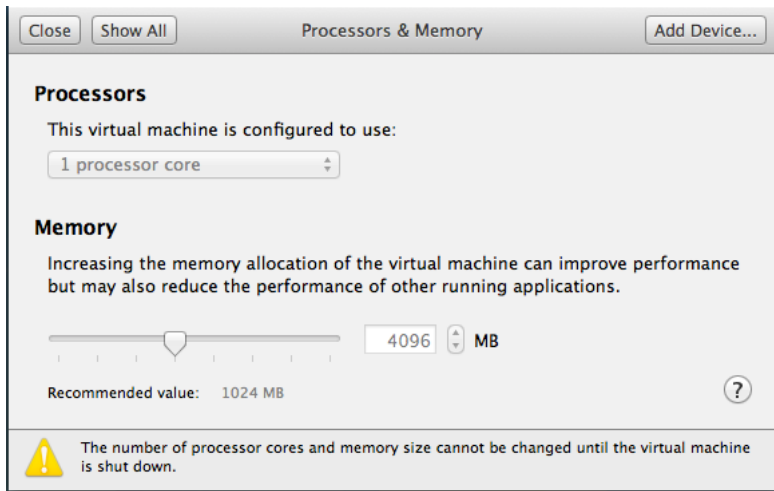 Close Show All Processors & Memory Add Device...
Processors
This virtual machine is configured to use:
1 processor core
Memory
Increasing the memory allocation of the virtual machine can improve performance
but may also reduce the performance of other running applications.
4096 MB
Recommended value: 1024 MB ?
The number of processor cores and memory size cannot be changed until the virtual machine
is shut down.